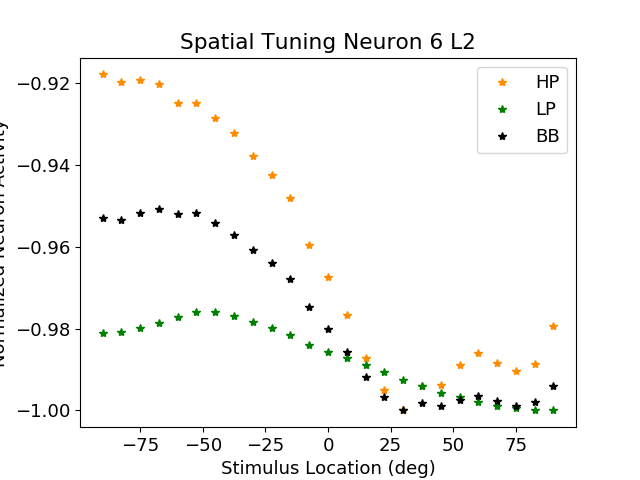 Spatial Tuning Neuron 6 L2
HP
LP
BB
Normalized Neuron Activity
−0.92
−0.94
−0.96
−0.98
−1.00
−75
−50
−25
0
25
50
75
Stimulus Location (deg)